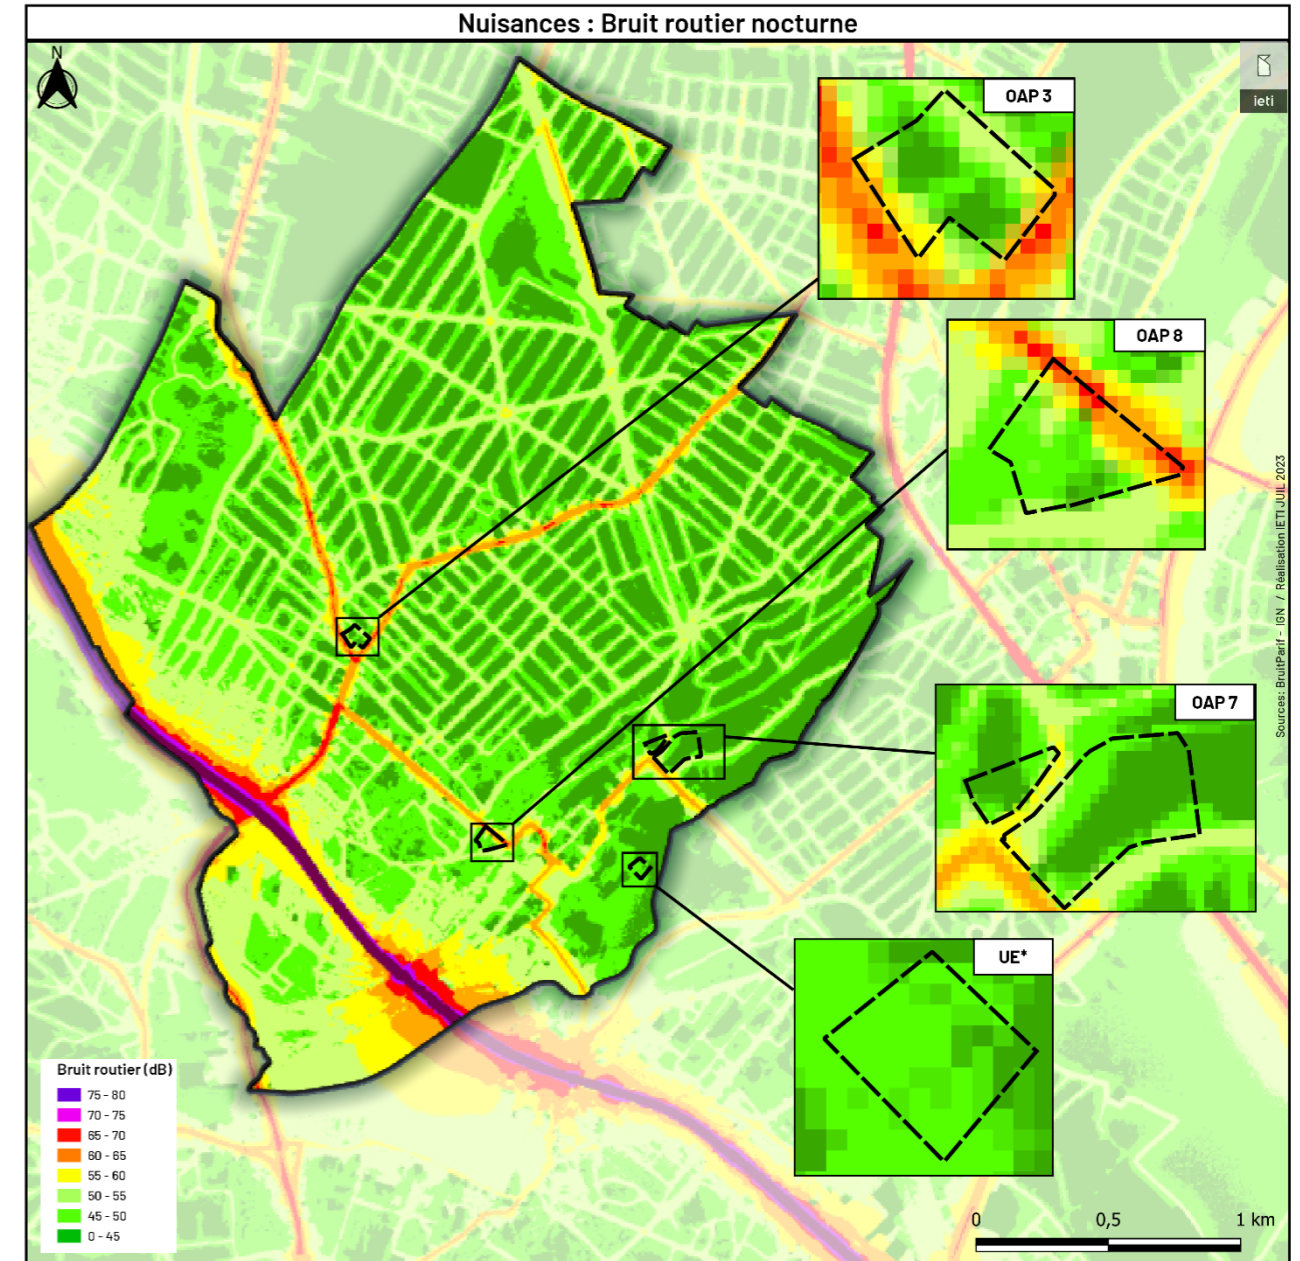 Nuisances : Bruit routier nocturne
N
ieti
OAP 3
OAP 8
OAP 7
UE*
Sources: BruitParif - IGN / Réalisation IETI JUIL 2023
Bruit routier (dB)
75 - 80
70 - 75
65 - 70
60 - 65
55 - 60
50 - 55
45 - 50
0 - 45
0 0,5 1 km